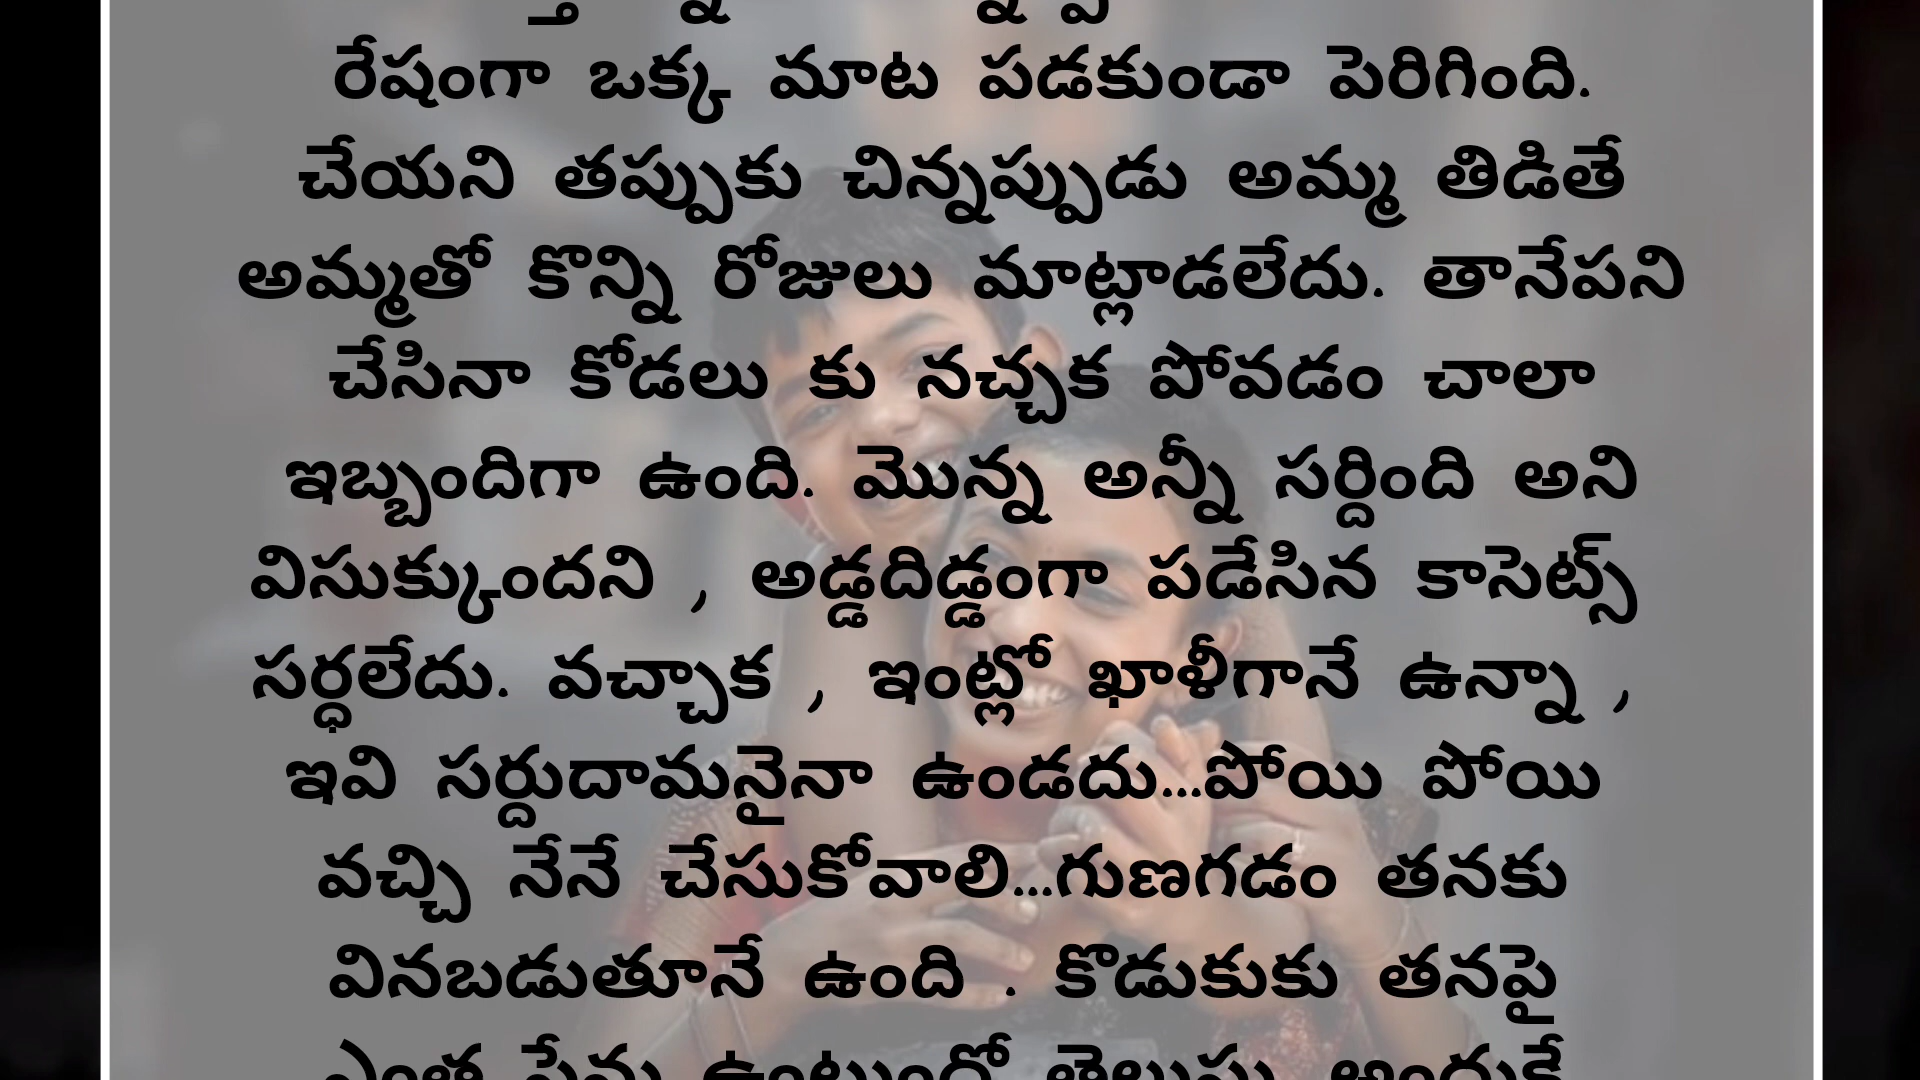 రేషంగా ఒక్క మాట పడకుండా పెరిగింది.
చేయని తప్పుకు చిన్నప్పుడు అమ్మ తిడితే
అమ్మతో కొన్ని రోజులు మాట్లాడలేదు. తానేపని
చేసినా కోడలు కు నచ్చక పోవడం చాలా
ఇబ్బందిగా ఉంది. మొన్న అన్నీ సర్దింది అని
విసుక్కుందని , అడ్డదిడ్డంగా పడేసిన కాసెట్స్
సర్ధలేదు. వచ్చాక , ఇంట్లో ఖాళీగానే ఉన్నా ,
ఇవి సర్దుదామనైనా ఉండదు...పోయి పోయి
వచ్చి నేనే చేసుకోవాలి...గుణగడం తనకు
వినబడుతూనే ఉంది . కొడుకుకు తనపై
ఎంత ప్రేమ ఉంటుందో తెలుసు అందుకే